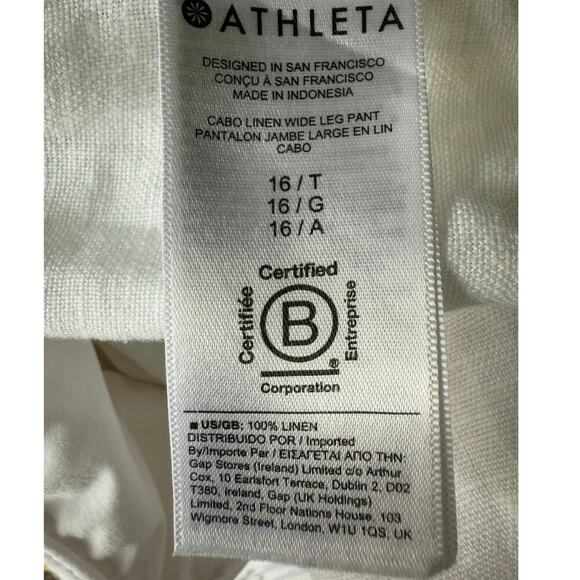 ATHLETA
DESIGNED IN SAN FRANCISCO
CONÇU À SAN FRANCISCO
MADE IN INDONESIA
CABO LINEN WIDE LEG PANT
PANTALON JAMBE LARGE EN LIN
CABO
16 / T
16 / G
16 / A
Certified
Certifiée
B
Entreprise
®
Corporation
US/GB: 100% LINEN
DISTRIBUIDO POR / Imported
By/Importe Par / ΕΙΣΑΓΕΤΑΙ ΑΠΟ ΤΗΝ:
Gap Stores (Ireland) Limited c/o Arthur
Cox, 10 Earlsfort Terrace, Dublin 2, D02
T380, Ireland, Gap (UK Holdings)
Limited, 2nd Floor Nations House, 103
Wigmore Street, London, W1U 1QS, UK